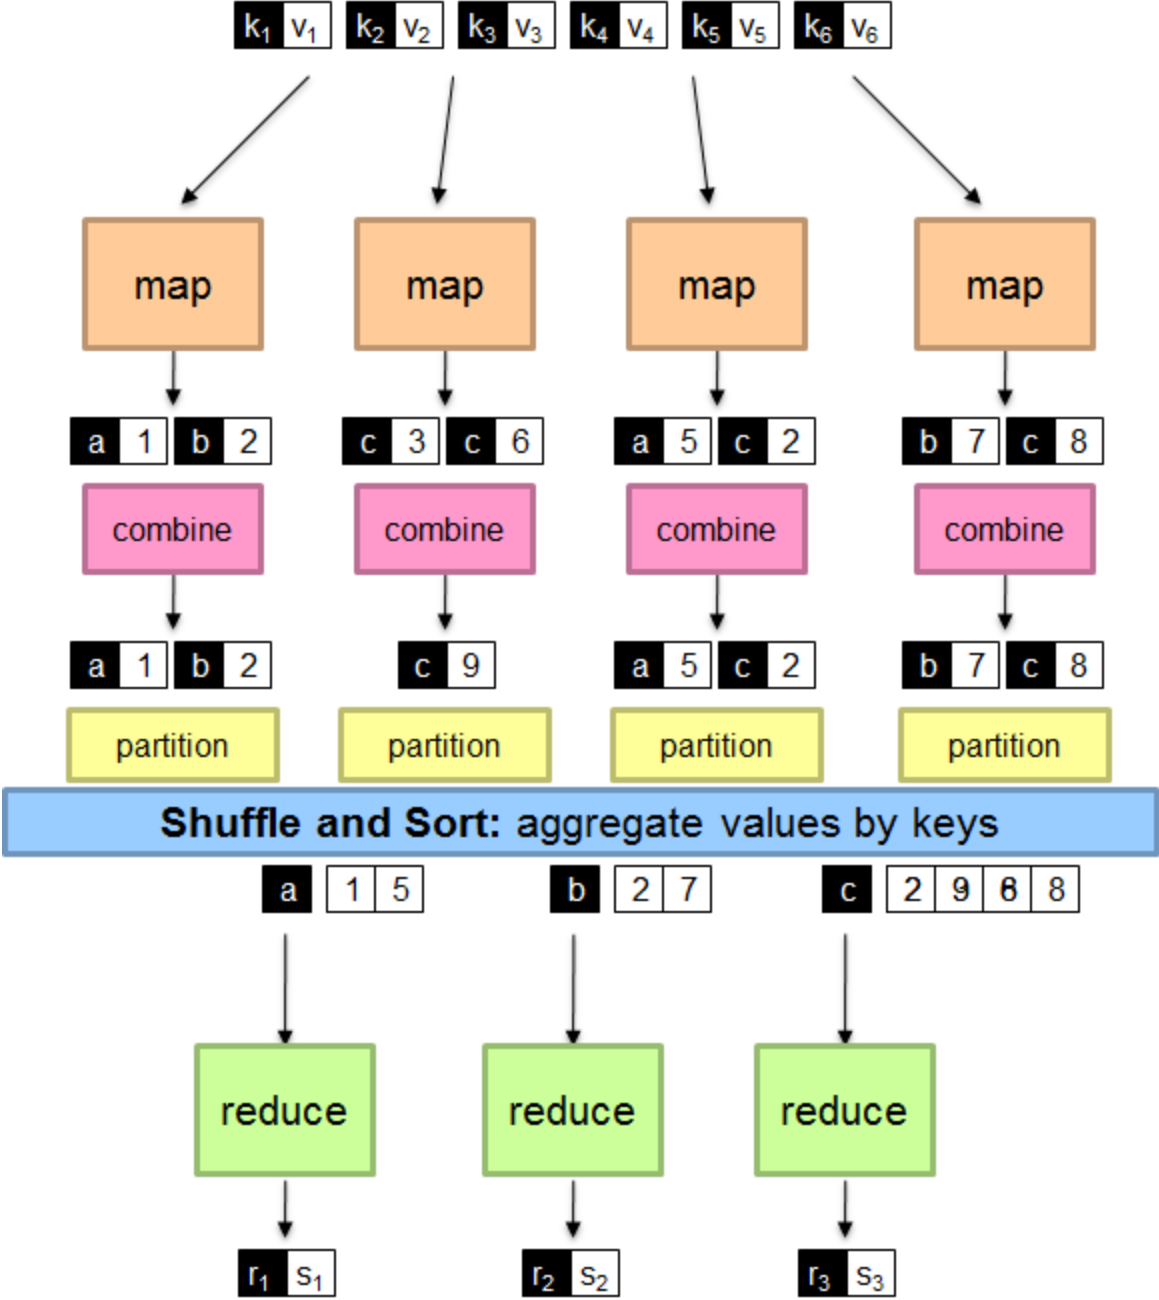 k1 v1 k2 v2 k3 v3 k4 v4 k5 v5 k6 v6
map map map map
a 1 b 2 c 3 c 6 a 5 c 2 b 7 c 8
combine combine combine combine
a 1 b 2 c 9 a 5 c 2 b 7 c 8
partition partition partition partition
Shuffle and Sort: aggregate values by keys
a 1 5 b 2 7 c 2 8
reduce reduce reduce
r1 s1 r2 s2 r3 s3